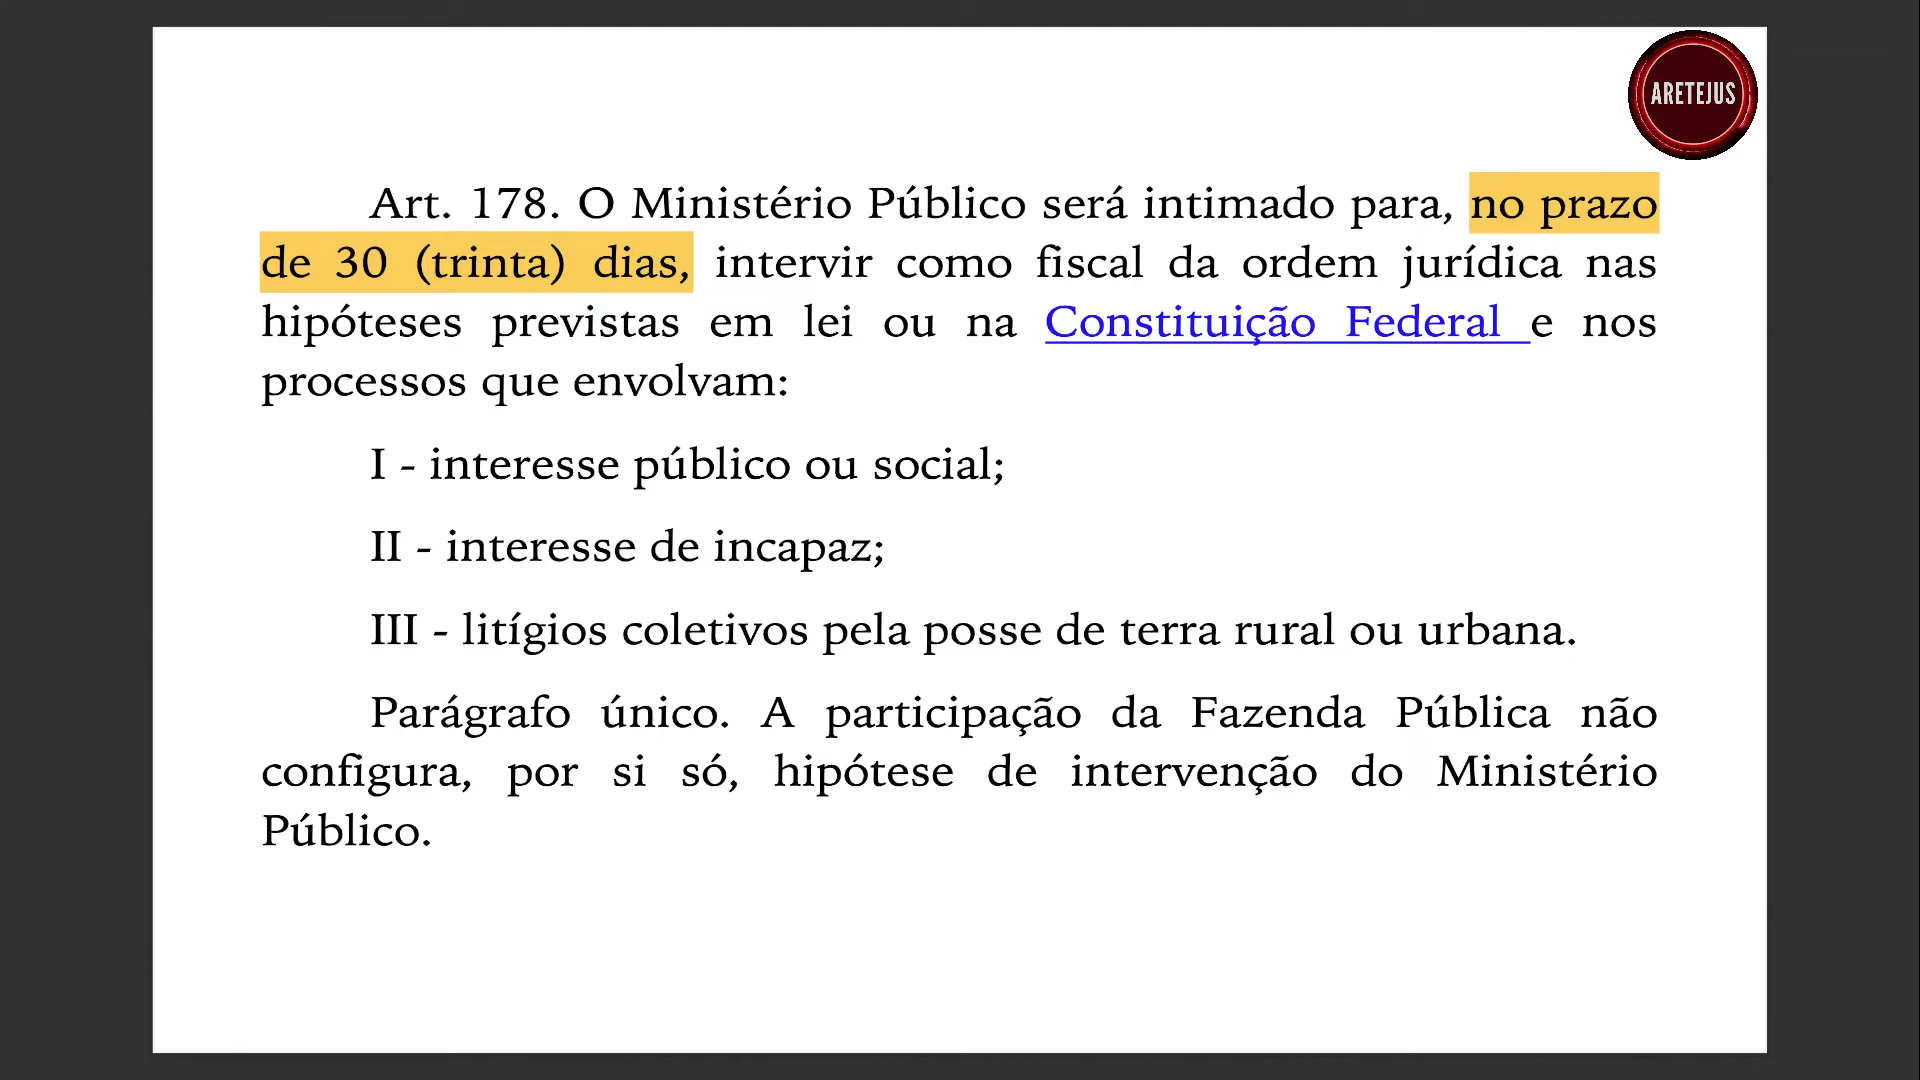 ARETEJUS
Art. 178. O Ministério Público será intimado para, no prazo
de 30 (trinta) dias, intervir como fiscal da ordem jurídica nas
hipóteses previstas em lei ou na Constituição Federal e nos
processos que envolvam:
I - interesse público ou social;
II - interesse de incapaz;
III - litígios coletivos pela posse de terra rural ou urbana.
Parágrafo único. A participação da Fazenda Pública não
configura, por si só, hipótese de intervenção do Ministério
Público.